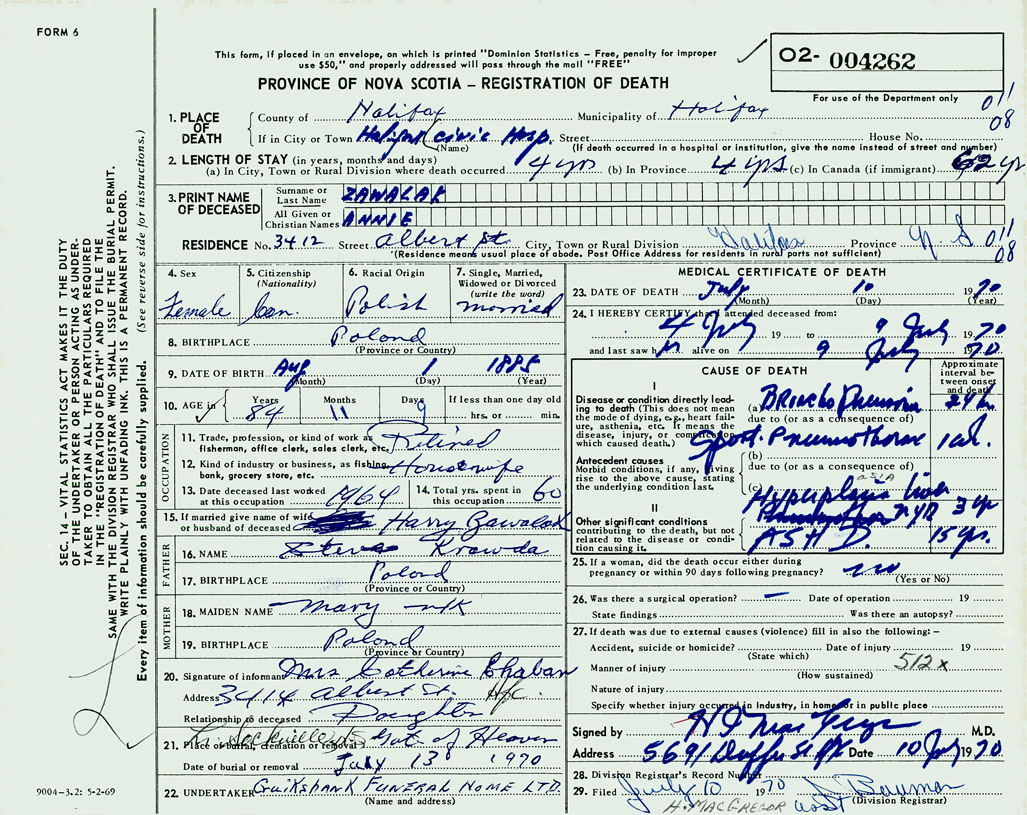 FORM 6
This form, if placed in an envelope, on which is printed "Dominion Statistics – Free, penalty for improper
use $50," and properly addressed will pass through the mail "FREE"
PROVINCE OF NOVA SCOTIA – REGISTRATION OF DEATH
02- 004262
For use of the Department only
011
08
SEC. 14 – VITAL STATISTICS ACT MAKES IT THE DUTY
OF THE UNDERTAKER OR PERSON ACTING AS UNDER-
TAKER TO OBTAIN ALL THE PARTICULARS REQUIRED
IN THIS "REGISTRATION OF DEATH" AND TO FILE THE
SAME WITH THE DIVISION REGISTRAR WHO SHALL ISSUE THE BURIAL PERMIT.
WRITE PLAINLY WITH UNFADING INK. THIS IS A PERMANENT RECORD.
Every item of information should be carefully supplied. (See reverse side for instructions.)
1. PLACE OF DEATH
County of Halifax Municipality of Halifax
If in City or Town Halifax Civic Hosp. Street House No.
(Name) (If death occurred in a hospital or institution, give the name instead of street and number)
2. LENGTH OF STAY (in years, months and days)
(a) In City, Town or Rural Division where death occurred 4 yrs (b) In Province 4 yrs (c) In Canada (if immigrant) 62 yr
3. PRINT NAME OF DECEASED
Surname or Last Name ZAWALAK
All Given or Christian Names ANNIE
RESIDENCE No. 3412 Street Albert St. City, Town or Rural Division Halifax Province N.S 011
08
(Residence means usual place of abode. Post Office Address for residents in rural parts not sufficient)
4. Sex Female
5. Citizenship (Nationality) Can.
6. Racial Origin Polish
7. Single, Married, Widowed or Divorced (write the word) married
8. BIRTHPLACE Poland
(Province or Country)
9. DATE OF BIRTH Aug 1 1885
(Month) (Day) (Year)
10. AGE Years 84 Months 11 Days 9 If less than one day old hrs. or min.
OCCUPATION
11. Trade, profession, or kind of work as fisherman, office clerk, sales clerk, etc. Retired
12. Kind of industry or business, as fishing, bank, grocery store, etc. Housewife
13. Date deceased last worked at this occupation 1964
14. Total yrs. spent in this occupation 60
15. If married give name of wife or husband of deceased Harry Zawalak
FATHER
16. NAME Steve Krawda
17. BIRTHPLACE Poland
(Province or Country)
MOTHER
18. MAIDEN NAME Mary n/k
19. BIRTHPLACE Poland
(Province or Country)
20. Signature of informant Mrs Catherine Chaban
Address 3414 Albert St. Hfx.
Relationship to deceased Daughter
21. Place of burial, cremation or removal Sackville N.S Gate of Heaven
Date of burial or removal July 13 1970
22. UNDERTAKER Cruikshank FUNERAL HOME LTD.
(Name and address)
9004-3.2: 5-2-69
MEDICAL CERTIFICATE OF DEATH
23. DATE OF DEATH July 10 1970
(Month) (Day) (Year)
24. I HEREBY CERTIFY that I attended deceased from:
4 July 19 to 9 July 1970
and last saw h alive on 9 July 1970
CAUSE OF DEATH
Approximate interval between onset and death
I
Disease or condition directly leading to death (This does not mean the mode of dying, e.g., heart failure, asthenia, etc. It means the disease, injury, or complication which caused death.)
(a) Broncho Pneumonia 24 h.
due to (or as a consequence of)
Spont. Pneumothorax 1 wk.
Antecedent causes
Morbid conditions, if any, giving rise to the above cause, stating the underlying condition last.
(b)
due to (or as a consequence of)
(c)
Hyperplasia Liver 3 yr
II
Other significant conditions contributing to the death, but not related to the disease or condition causing it.
ASHD. 15 yrs.
25. If a woman, did the death occur either during pregnancy or within 90 days following pregnancy? no
(Yes or No)
26. Was there a surgical operation? – Date of operation 19
State findings Was there an autopsy?
27. If death was due to external causes (violence) fill in also the following: –
Accident, suicide or homicide? Date of injury 19
(State which)
Manner of injury 512x
(How sustained)
Nature of injury
Specify whether injury occurred in Industry, in home or in public place
Signed by M.D.
Address 5691 Duffus St Hfx Date 10 July 1970
28. Division Registrar's Record Number
29. Filed July 10 1970 Bauman
H. MACGREGOR asst (Division Registrar)